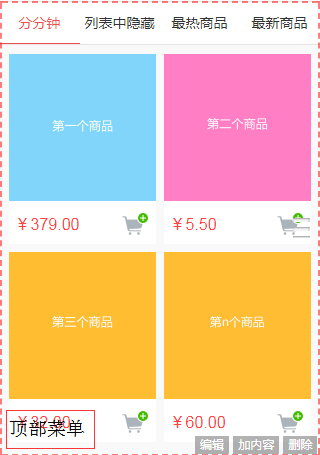 分分钟 列表中隐藏 最热商品 最新商品
第一个商品 第二个商品
￥379.00 ￥5.50
第三个商品 第n个商品
￥32.00 ￥60.00
顶部菜单
编辑 加内容 删除